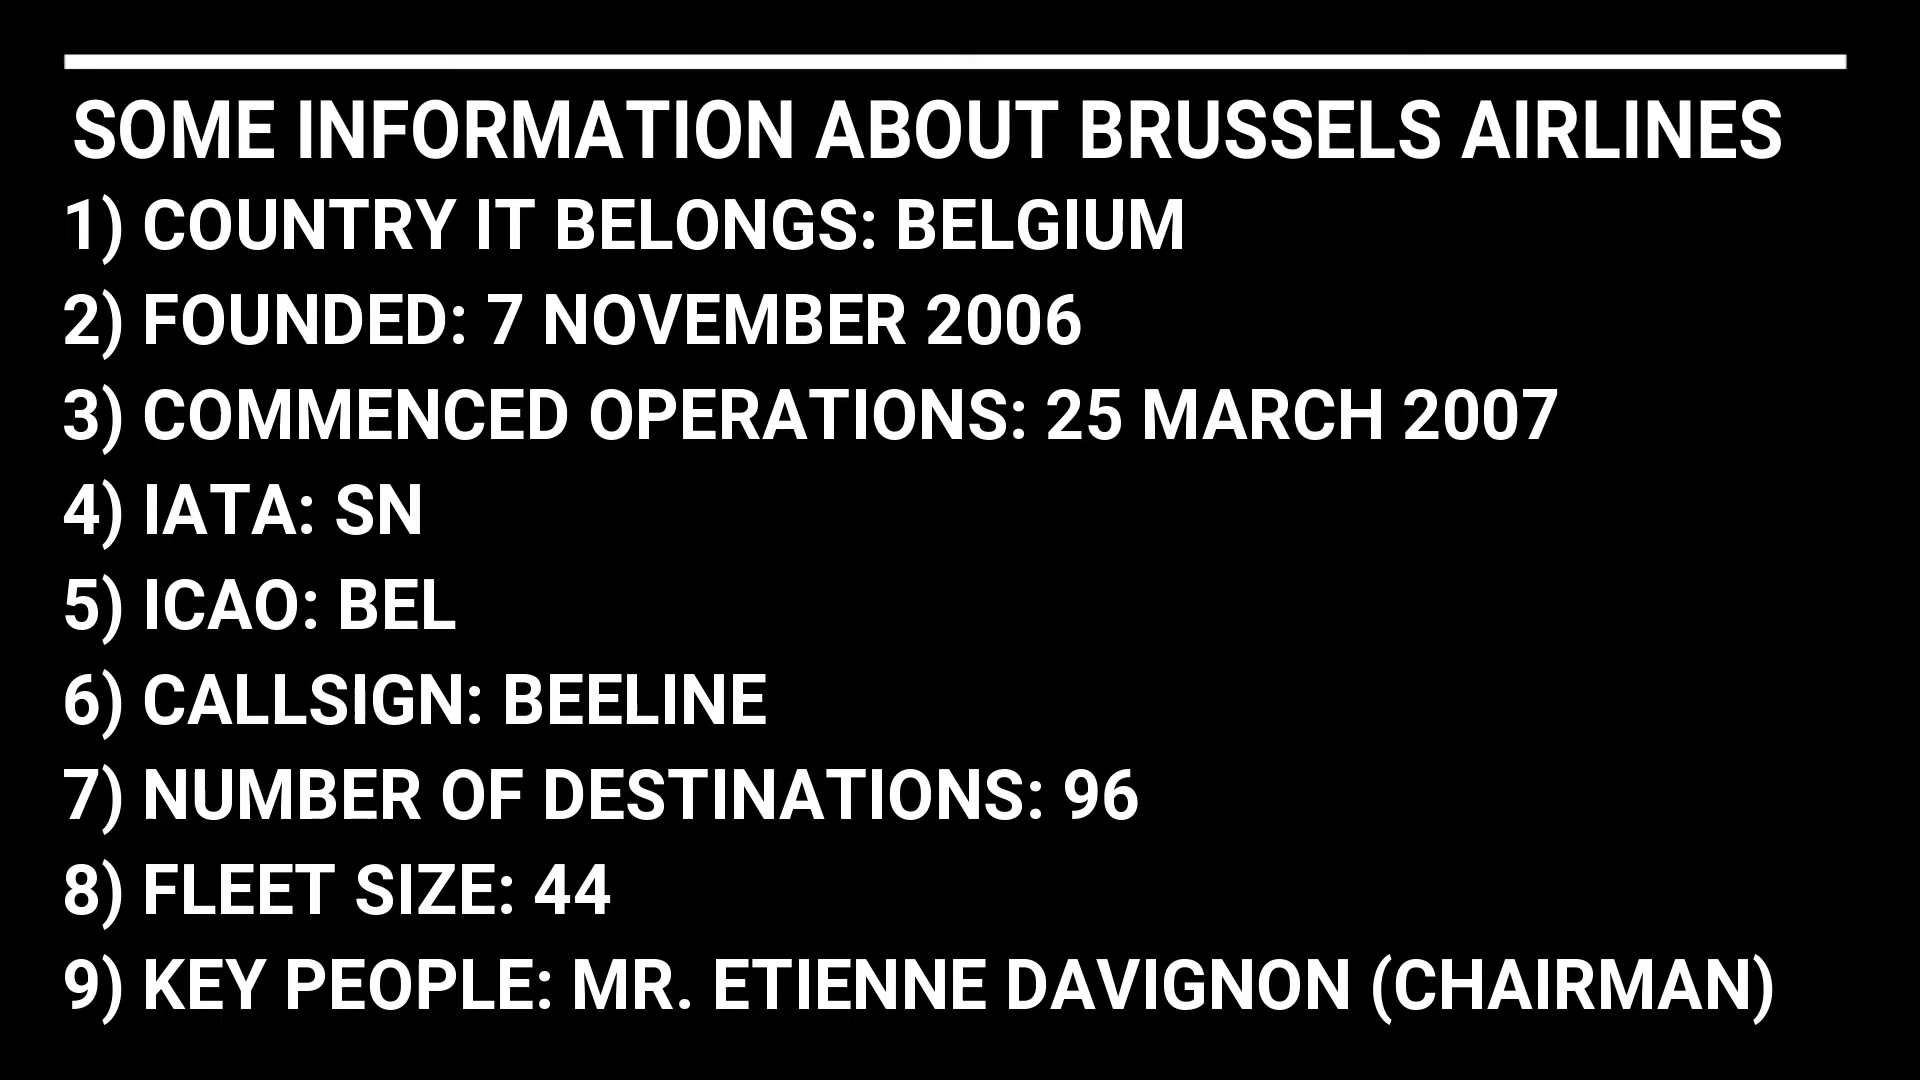 SOME INFORMATION ABOUT BRUSSELS AIRLINES
1) COUNTRY IT BELONGS: BELGIUM
2) FOUNDED: 7 NOVEMBER 2006
3) COMMENCED OPERATIONS: 25 MARCH 2007
4) IATA: SN
5) ICAO: BEL
6) CALLSIGN: BEELINE
7) NUMBER OF DESTINATIONS: 96
8) FLEET SIZE: 44
9) KEY PEOPLE: MR. ETIENNE DAVIGNON (CHAIRMAN)